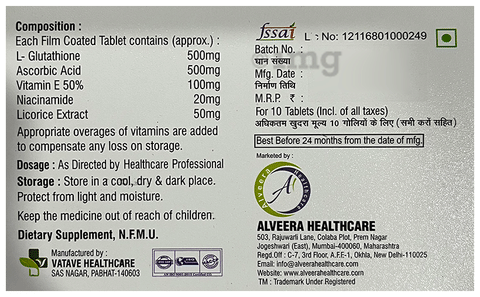 Composition :
Each Film Coated Tablet contains (approx.) :
L- Glutathione 500mg
Ascorbic Acid 500mg
Vitamin E 50% 100mg
Niacinamide 20mg
Licorice Extract 50mg
Appropriate overages of vitamins are added
to compensate any loss on storage.
Dosage : As Directed by Healthcare Professional
Storage : Store in a cool, dry & dark place.
Protect from light and moisture.
Keep the medicine out of reach of children.
Dietary Supplement, N.F.M.U.
Manufactured by :
VATAVE HEALTHCARE
SAS NAGAR, PABHAT-140603
fssai Lic No: 12116801000249
Batch No. :
घान संख्या
Mfg. Date :
निर्माण तिथि
M.R.P. ₹ :
For 10 Tablets (Incl. of all taxes)
अधिकतम खुदरा मूल्य 10 गोलियों के लिए (सभी करों सहित)
Best Before 24 months from the date of mfg.
Marketed by :
Alveera Healthcare
ALVEERA HEALTHCARE
503, Rajuwarli Lane, Colaba Plot, Prem Nagar
Jogeshwari (East), Mumbai-400060, Maharashtra
Regd.Off : C-7, 3rd Floor, A.F.E-1, Okhla, New Delhi-110025
Email: info@alveerahealthcare.com
Website: www.alveerahealthcare.com
TM : Trademark Under Registered